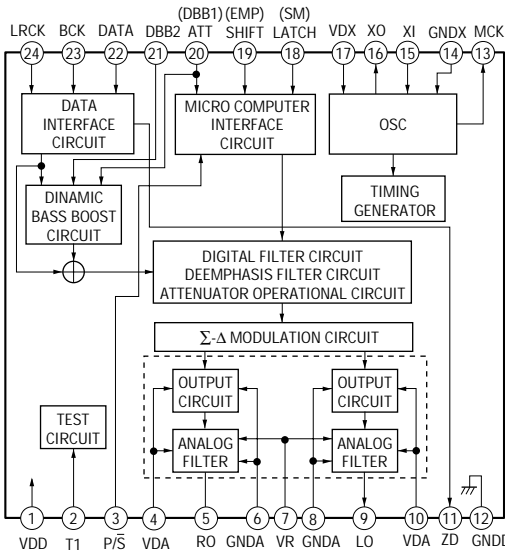 (DBB1) (EMP) (SM)
LRCK BCK DATA DBB2 ATT SHIFT LATCH VDX XO XI GNDX MCK
24 23 22 21 20 19 18 17 16 15 14 13
DATA
INTERFACE
CIRCUIT
MICRO COMPUTER
INTERFACE
CIRCUIT
OSC
DINAMIC
BASS BOOST
CIRCUIT
TIMING
GENERATOR
DIGITAL FILTER CIRCUIT
DEEMPHASIS FILTER CIRCUIT
ATTENUATOR OPERATIONAL CIRCUIT
Σ-Δ MODULATION CIRCUIT
OUTPUT
CIRCUIT
OUTPUT
CIRCUIT
TEST
CIRCUIT
ANALOG
FILTER
ANALOG
FILTER
1 2 3 4 5 6 7 8 9 10 11 12
VDD T1 P/S̅ VDA RO GNDA VR GNDA LO VDA ZD GNDD